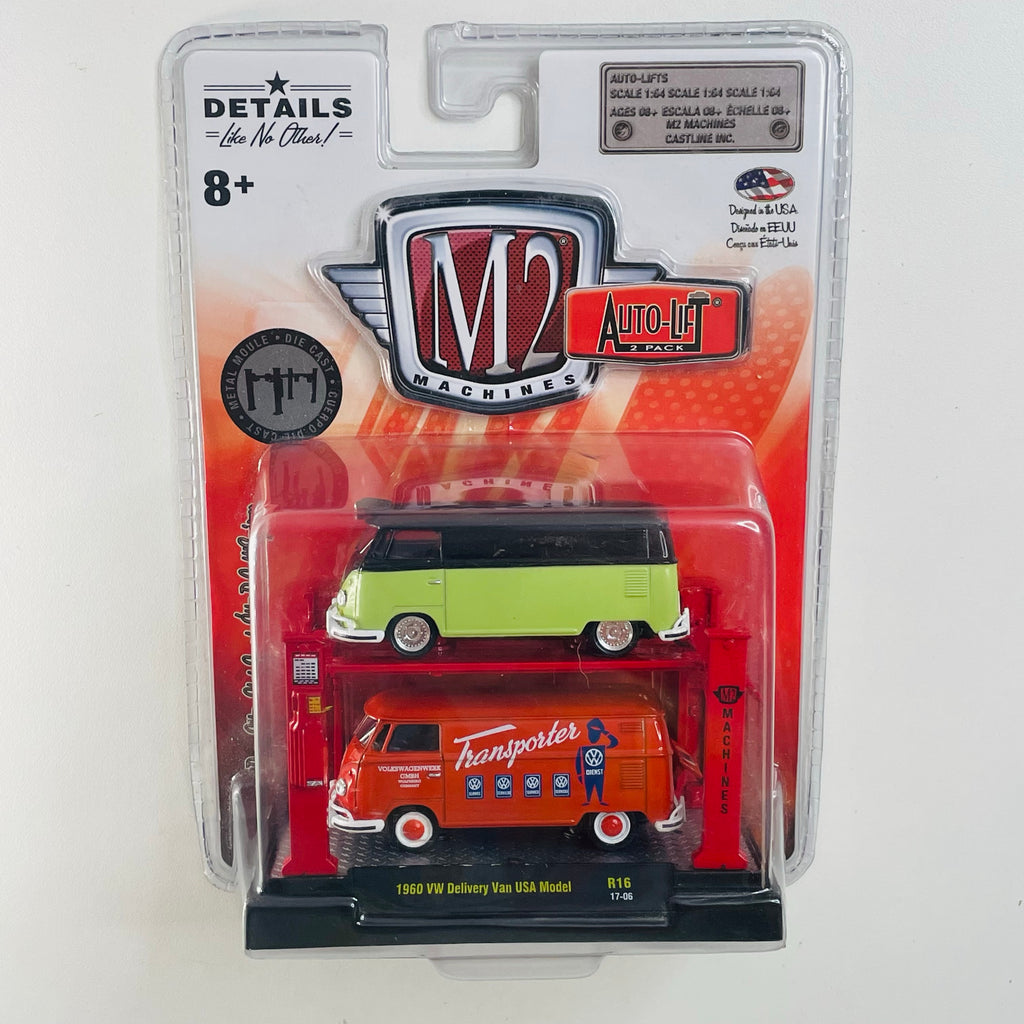 DETAILS
Like No Other!
8+
AUTO-LIFTS
SCALE 1:64 SCALE 1:64 SCALE 1:64
AGES 08+ ESCALA 08+ ÉCHELLE 08+
M2 MACHINES
CASTLINE INC.
Designed in the U.S.A.
Diseñado en EEUU
Conçu aux États-Unis
M2®
MACHINES
AUTO-LIFT®
2 PACK
METAL MOULE • DIE CAST • CUERPO DIE CAST •
Transporter
VOLKSWAGENWERK
GMBH
DIENST
M2
MACHINES
1960 VW Delivery Van USA Model
R16
17-06